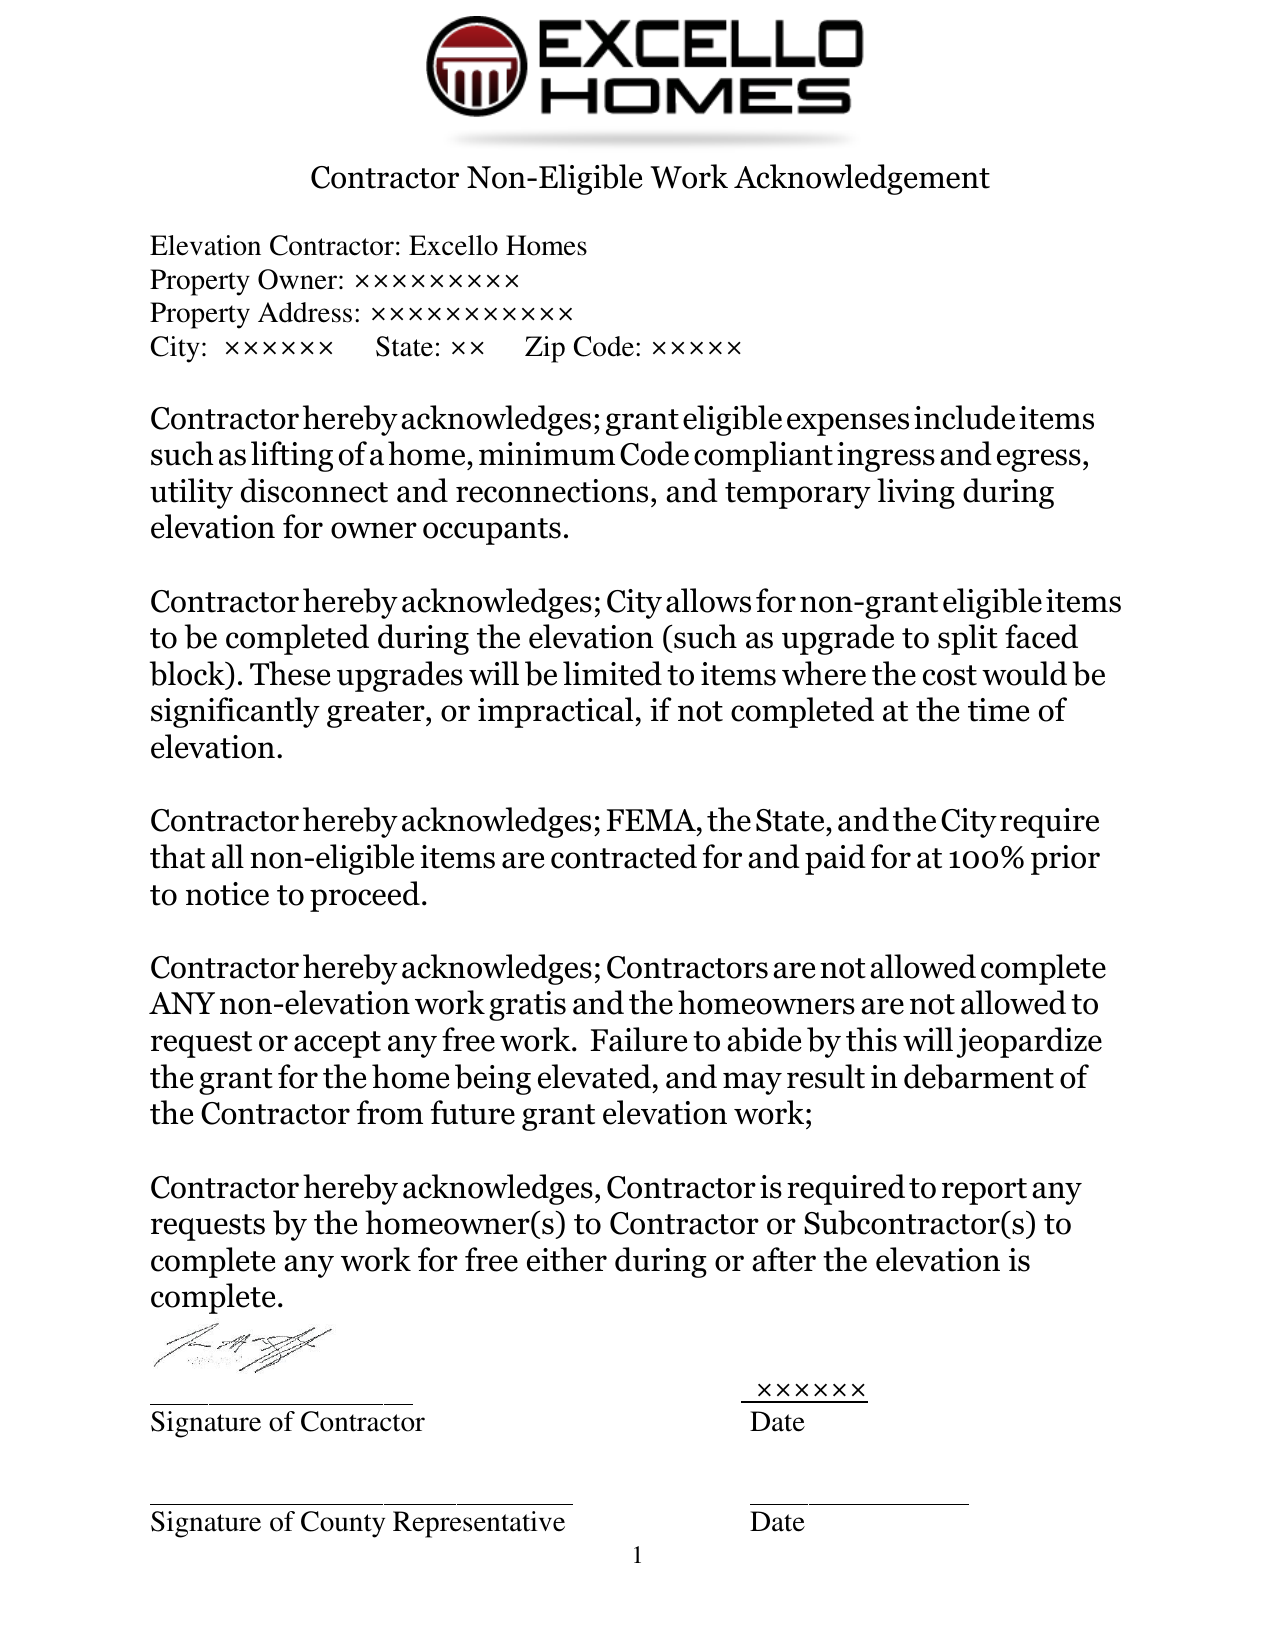 EXCELLO
HOMES
Contractor Non-Eligible Work Acknowledgement
Elevation Contractor: Excello Homes
Property Owner: ×××××××××
Property Address: ×××××××××××
City: ×××××× State: ×× Zip Code: ×××××
Contractor hereby acknowledges; grant eligible expenses include items
such as lifting of a home, minimum Code compliant ingress and egress,
utility disconnect and reconnections, and temporary living during
elevation for owner occupants.
Contractor hereby acknowledges; City allows for non-grant eligible items
to be completed during the elevation (such as upgrade to split faced
block). These upgrades will be limited to items where the cost would be
significantly greater, or impractical, if not completed at the time of
elevation.
Contractor hereby acknowledges; FEMA, the State, and the City require
that all non-eligible items are contracted for and paid for at 100% prior
to notice to proceed.
Contractor hereby acknowledges; Contractors are not allowed complete
ANY non-elevation work gratis and the homeowners are not allowed to
request or accept any free work. Failure to abide by this will jeopardize
the grant for the home being elevated, and may result in debarment of
the Contractor from future grant elevation work;
Contractor hereby acknowledges, Contractor is required to report any
requests by the homeowner(s) to Contractor or Subcontractor(s) to
complete any work for free either during or after the elevation is
complete.
××××××
Signature of Contractor Date
Signature of County Representative Date
1